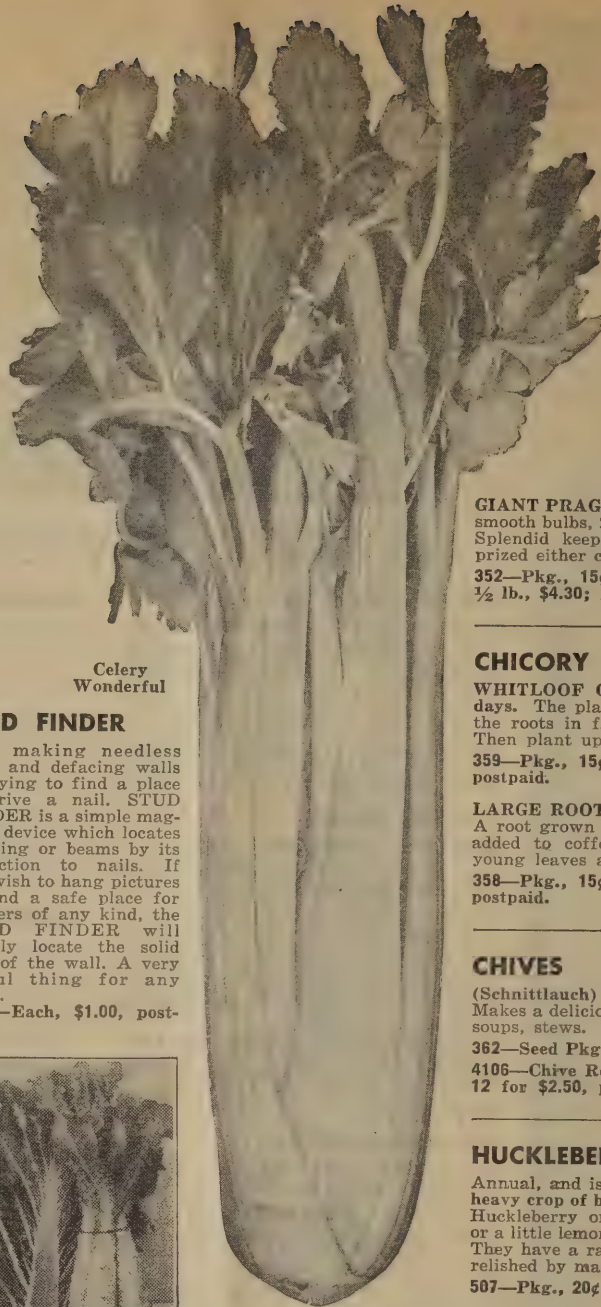 Celery
Wonderful
D FINDER
making needless
and defacing walls
ying to find a place
rive a nail. STUD
DER is a simple mag-
device which locates
ing or beams by its
ction to nails. If
wish to hang pictures
nd a safe place for
ers of any kind, the
D FINDER will
ly locate the solid
of the wall. A very
l thing for any
—Each, $1.00, post-
GIANT PRAG
smooth bulbs,
Splendid keep
prized either c
352—Pkg., 15¢
½ lb., $4.30;
CHICORY
WHITLOOF C
days. The pla
the roots in f
Then plant up
359—Pkg., 15¢
postpaid.
LARGE ROOT
A root grown
added to coff
young leaves a
358—Pkg., 15¢
postpaid.
CHIVES
(Schnittlauch)
Makes a delicio
soups, stews.
362—Seed Pkg
4106—Chive Ro
12 for $2.50, p
HUCKLEBE
Annual, and is
heavy crop of b
Huckleberry o
or a little lemon
They have a ra
relished by ma
507—Pkg., 20¢